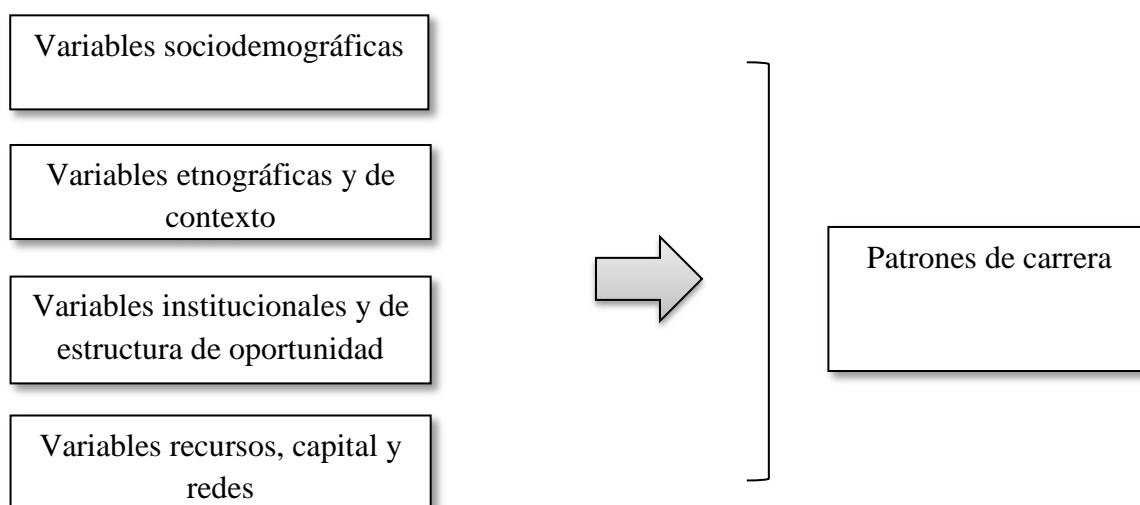 Variables sociodemográficas
Variables etnográficas y de
contexto
Variables institucionales y de
estructura de oportunidad
Variables recursos, capital y
redes
Patrones de carrera